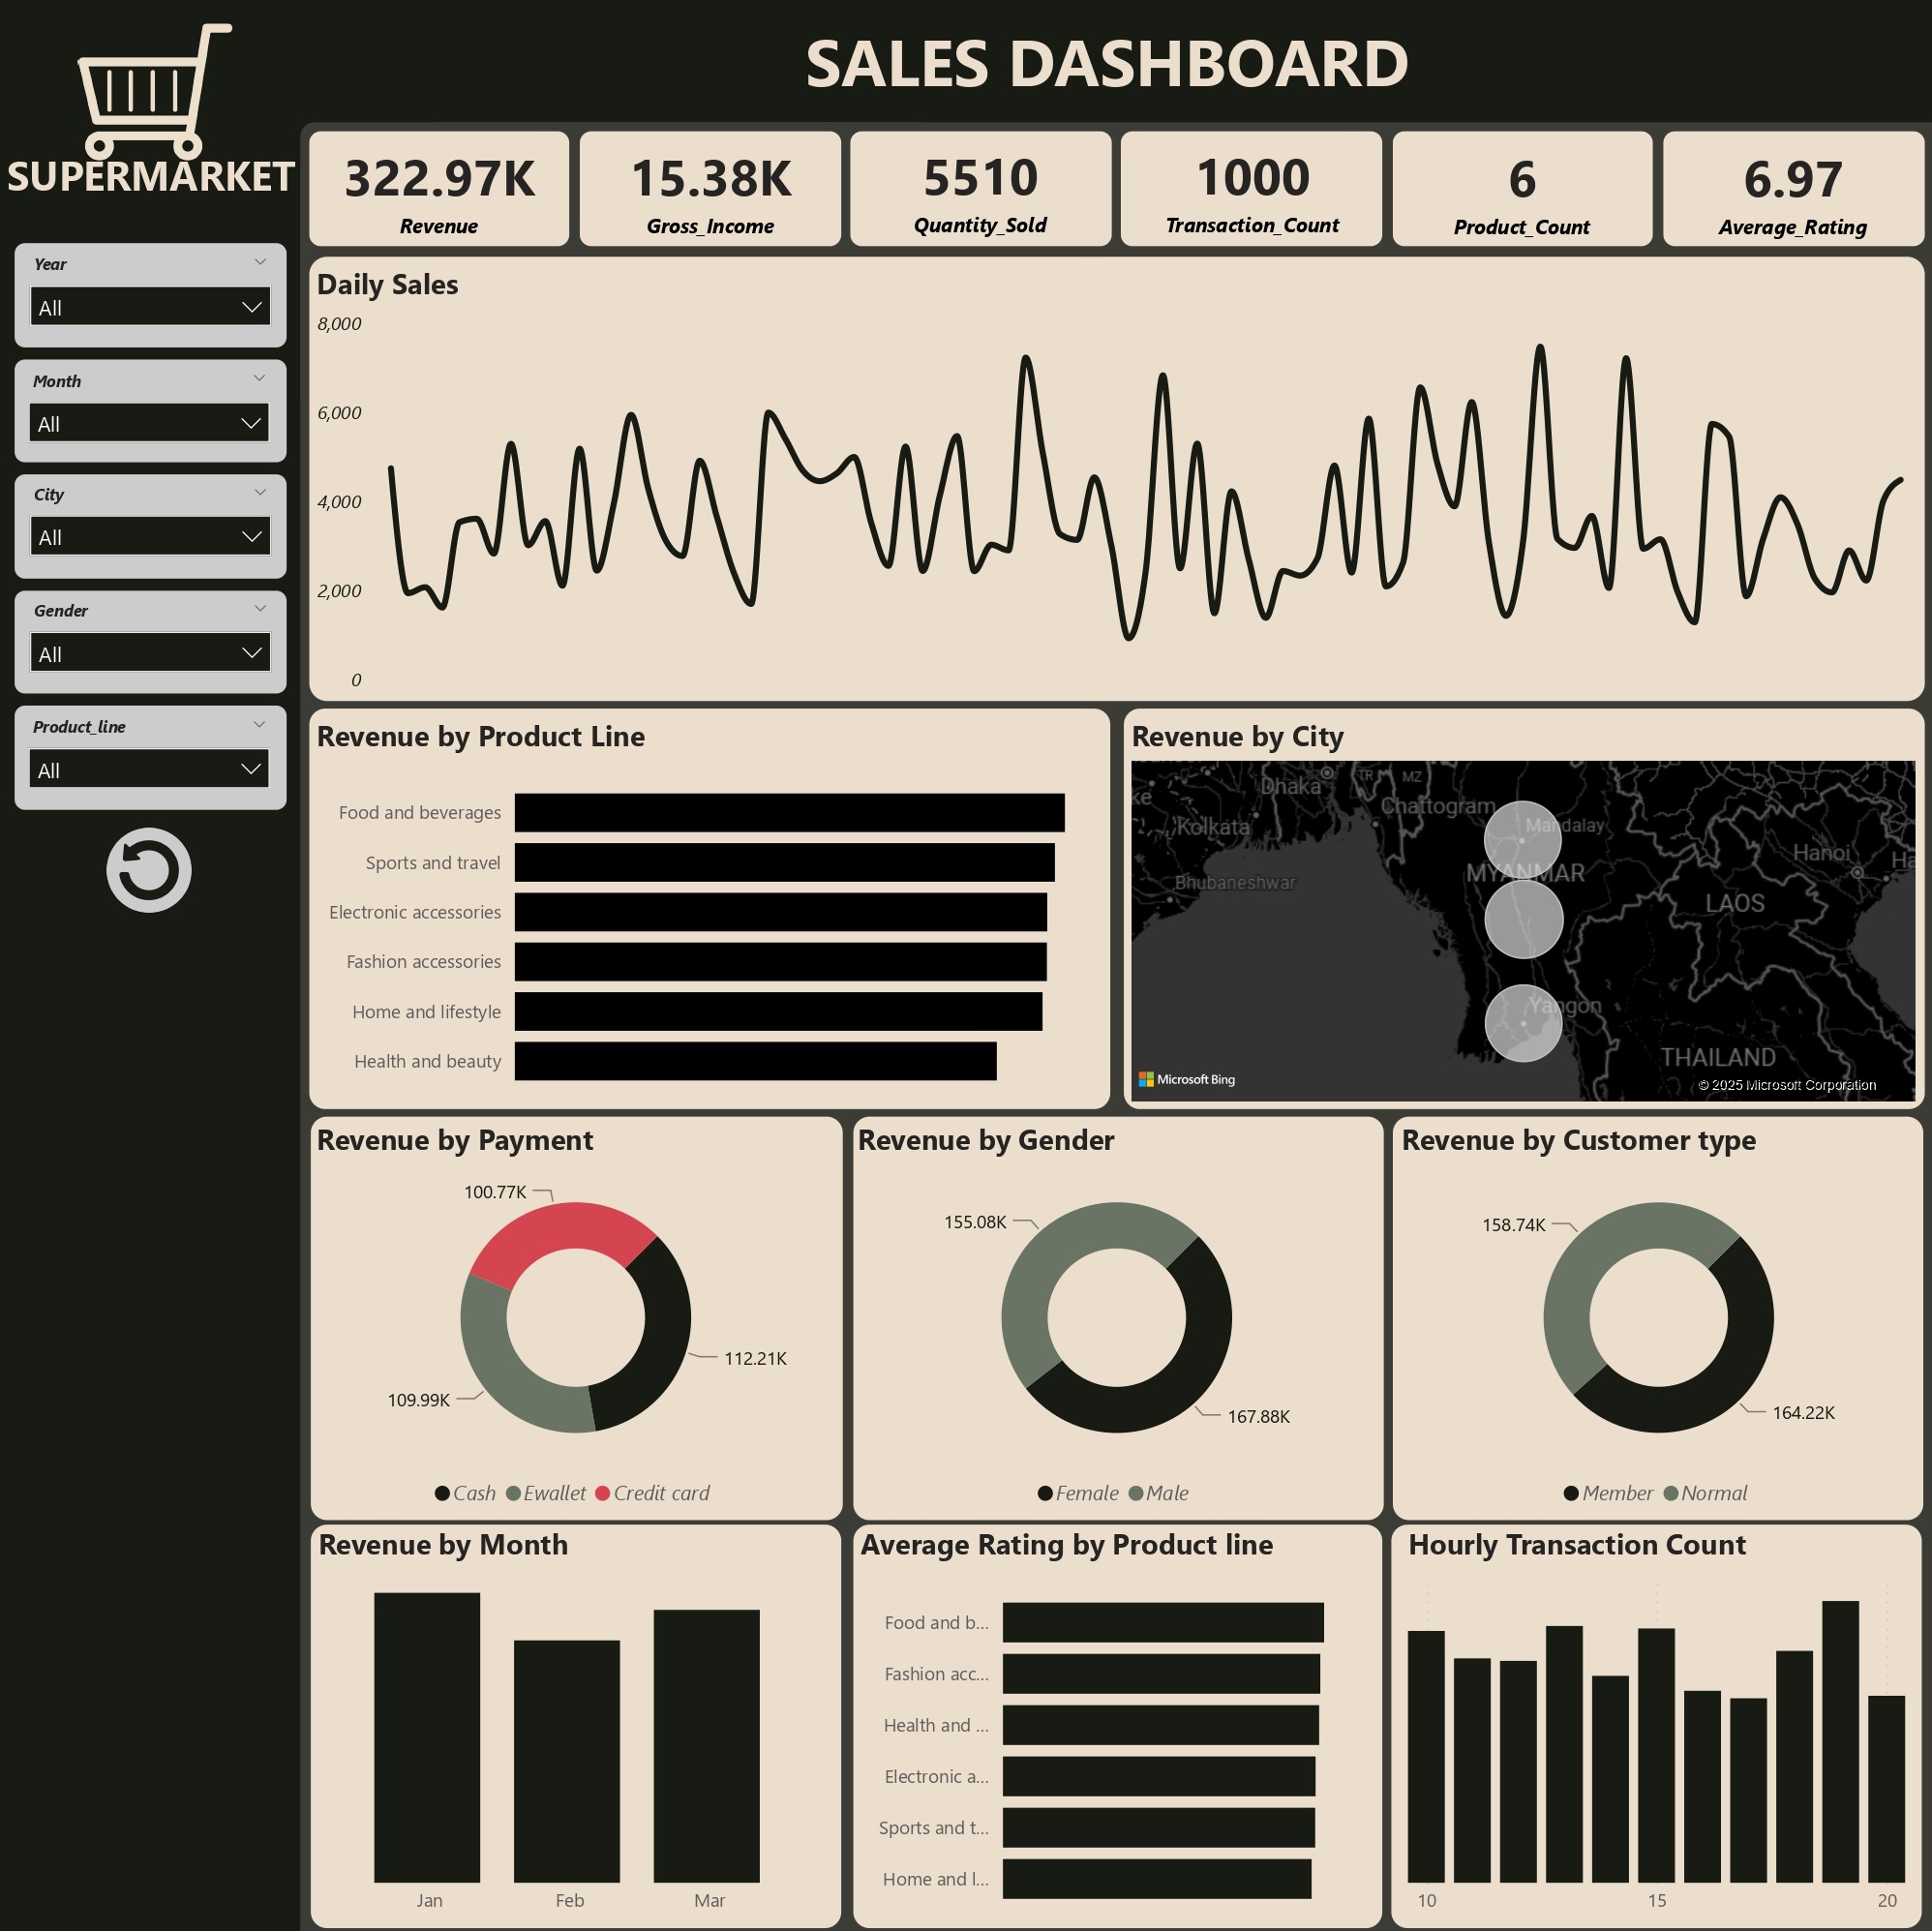 SALES DASHBOARD
SUPERMARKET
322.97K
Revenue
15.38K
Gross_Income
5510
Quantity_Sold
1000
Transaction_Count
6
Product_Count
6.97
Average_Rating
Year
All
Month
All
City
All
Gender
All
Product_line
All
Daily Sales
8,000
6,000
4,000
2,000
0
Revenue by Product Line
Food and beverages
Sports and travel
Electronic accessories
Fashion accessories
Home and lifestyle
Health and beauty
Revenue by City
Dhaka
TR
MZ
Chattogram
Kolkata
Mandalay
MYANMAR
Hanoi
Ha
Bhubaneshwar
LAOS
Yangon
THAILAND
Microsoft Bing
© 2025 Microsoft Corporation
Revenue by Payment
100.77K
112.21K
109.99K
Cash Ewallet Credit card
Revenue by Gender
155.08K
167.88K
Female Male
Revenue by Customer type
158.74K
164.22K
Member Normal
Revenue by Month
Jan Feb Mar
Average Rating by Product line
Food and b...
Fashion acc...
Health and ...
Electronic a...
Sports and t...
Home and l...
Hourly Transaction Count
10 15 20